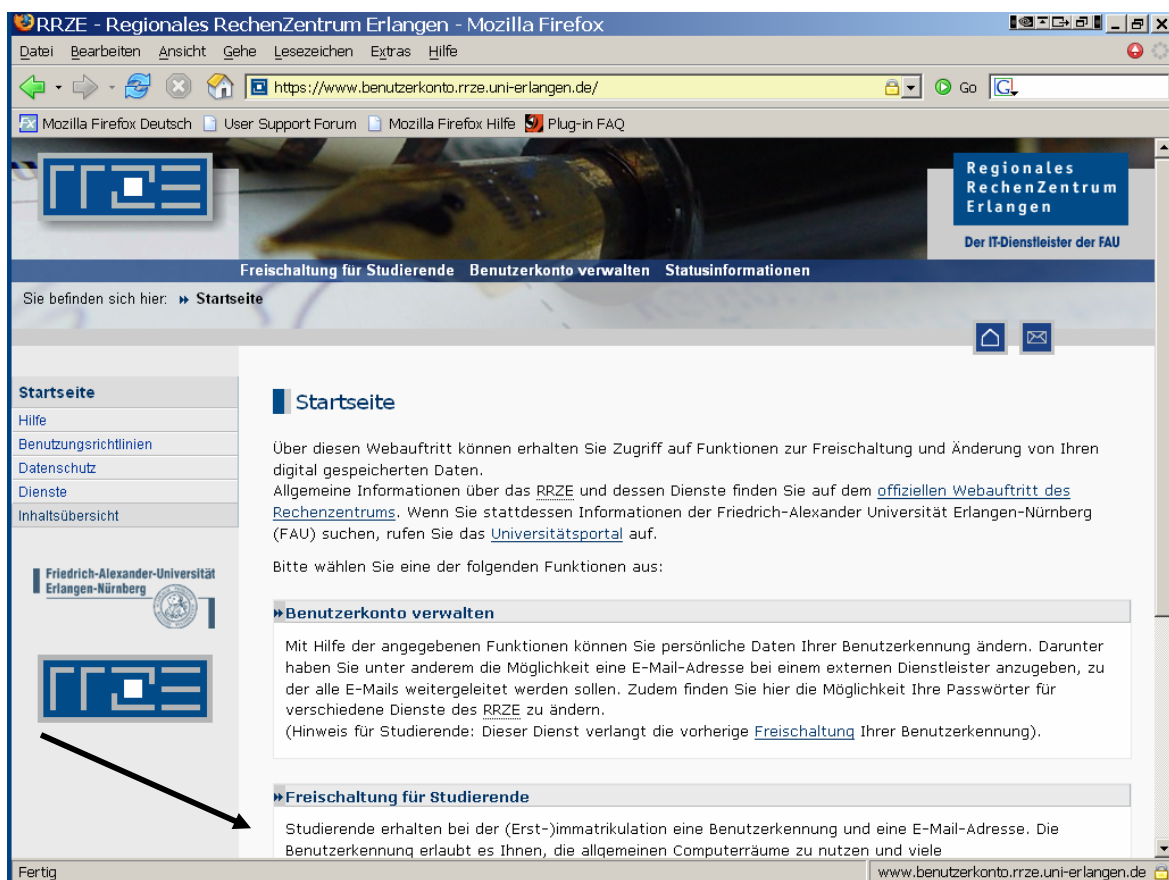 RRZE - Regionales RechenZentrum Erlangen - Mozilla Firefox
Datei Bearbeiten Ansicht Gehe Lesezeichen Extras Hilfe
https://www.benutzerkonto.rrze.uni-erlangen.de/ Go G
Mozilla Firefox Deutsch User Support Forum Mozilla Firefox Hilfe Plug-in FAQ
rrze
Regionales
RechenZentrum
Erlangen
Der IT-Dienstleister der FAU
Freischaltung für Studierende Benutzerkonto verwalten Statusinformationen
Sie befinden sich hier: » Startseite
Startseite
Hilfe
Benutzungsrichtlinien
Datenschutz
Dienste
Inhaltsübersicht
Friedrich-Alexander-Universität
Erlangen-Nürnberg
rrze
Startseite
Über diesen Webauftritt können erhalten Sie Zugriff auf Funktionen zur Freischaltung und Änderung von Ihren
digital gespeicherten Daten.
Allgemeine Informationen über das RRZE und dessen Dienste finden Sie auf dem offiziellen Webauftritt des
Rechenzentrums. Wenn Sie stattdessen Informationen der Friedrich-Alexander Universität Erlangen-Nürnberg
(FAU) suchen, rufen Sie das Universitätsportal auf.
Bitte wählen Sie eine der folgenden Funktionen aus:
»Benutzerkonto verwalten
Mit Hilfe der angegebenen Funktionen können Sie persönliche Daten Ihrer Benutzerkennung ändern. Darunter
haben Sie unter anderem die Möglichkeit eine E-Mail-Adresse bei einem externen Dienstleister anzugeben, zu
der alle E-Mails weitergeleitet werden sollen. Zudem finden Sie hier die Möglichkeit Ihre Passwörter für
verschiedene Dienste des RRZE zu ändern.
(Hinweis für Studierende: Dieser Dienst verlangt die vorherige Freischaltung Ihrer Benutzerkennung).
»Freischaltung für Studierende
Studierende erhalten bei der (Erst-)immatrikulation eine Benutzerkennung und eine E-Mail-Adresse. Die
Benutzerkennung erlaubt es Ihnen, die allgemeinen Computerräume zu nutzen und viele
Fertig www.benutzerkonto.rrze.uni-erlangen.de